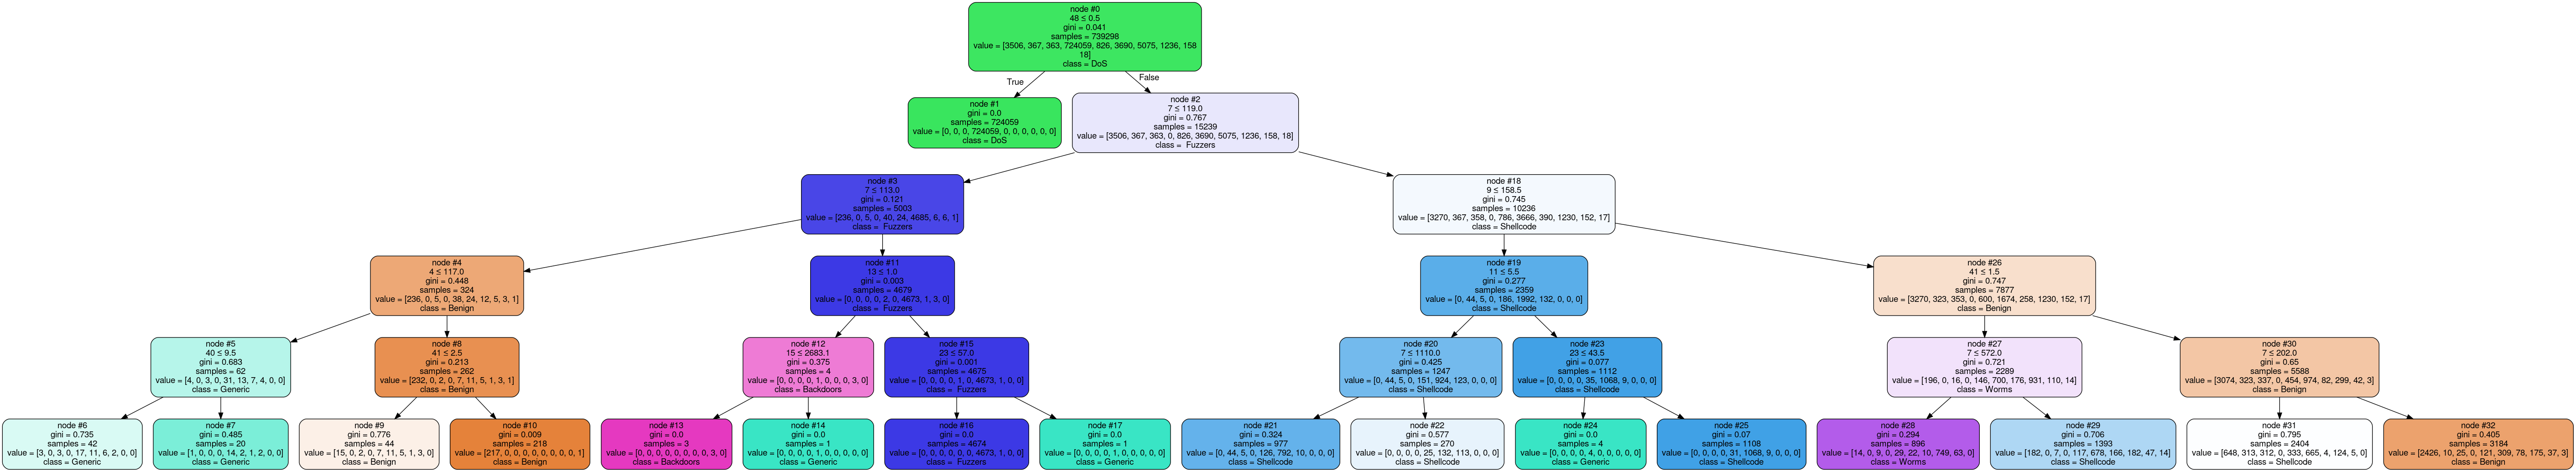 node #0
48 ≤ 0.5
gini = 0.041
samples = 739298
value = [3506, 367, 363, 724059, 826, 3690, 5075, 1236, 158
18]
class = DoS
True
False
node #1
gini = 0.0
samples = 724059
value = [0, 0, 0, 724059, 0, 0, 0, 0, 0, 0]
class = DoS
node #2
7 ≤ 119.0
gini = 0.767
samples = 15239
value = [3506, 367, 363, 0, 826, 3690, 5075, 1236, 158, 18]
class =  Fuzzers
node #3
7 ≤ 113.0
gini = 0.121
samples = 5003
value = [236, 0, 5, 0, 40, 24, 4685, 6, 6, 1]
class =  Fuzzers
node #18
9 ≤ 158.5
gini = 0.745
samples = 10236
value = [3270, 367, 358, 0, 786, 3666, 390, 1230, 152, 17]
class = Shellcode
node #4
4 ≤ 117.0
gini = 0.448
samples = 324
value = [236, 0, 5, 0, 38, 24, 12, 5, 3, 1]
class = Benign
node #11
13 ≤ 1.0
gini = 0.003
samples = 4679
value = [0, 0, 0, 0, 2, 0, 4673, 1, 3, 0]
class =  Fuzzers
node #19
11 ≤ 5.5
gini = 0.277
samples = 2359
value = [0, 44, 5, 0, 186, 1992, 132, 0, 0, 0]
class = Shellcode
node #26
41 ≤ 1.5
gini = 0.747
samples = 7877
value = [3270, 323, 353, 0, 600, 1674, 258, 1230, 152, 17]
class = Benign
node #5
40 ≤ 9.5
gini = 0.683
samples = 62
value = [4, 0, 3, 0, 31, 13, 7, 4, 0, 0]
class = Generic
node #8
41 ≤ 2.5
gini = 0.213
samples = 262
value = [232, 0, 2, 0, 7, 11, 5, 1, 3, 1]
class = Benign
node #12
15 ≤ 2683.1
gini = 0.375
samples = 4
value = [0, 0, 0, 0, 1, 0, 0, 0, 3, 0]
class = Backdoors
node #15
23 ≤ 57.0
gini = 0.001
samples = 4675
value = [0, 0, 0, 0, 1, 0, 4673, 1, 0, 0]
class =  Fuzzers
node #20
7 ≤ 1110.0
gini = 0.425
samples = 1247
value = [0, 44, 5, 0, 151, 924, 123, 0, 0, 0]
class = Shellcode
node #23
23 ≤ 43.5
gini = 0.077
samples = 1112
value = [0, 0, 0, 0, 35, 1068, 9, 0, 0, 0]
class = Shellcode
node #27
7 ≤ 572.0
gini = 0.721
samples = 2289
value = [196, 0, 16, 0, 146, 700, 176, 931, 110, 14]
class = Worms
node #30
7 ≤ 202.0
gini = 0.65
samples = 5588
value = [3074, 323, 337, 0, 454, 974, 82, 299, 42, 3]
class = Benign
node #6
gini = 0.735
samples = 42
value = [3, 0, 3, 0, 17, 11, 6, 2, 0, 0]
class = Generic
node #7
gini = 0.485
samples = 20
value = [1, 0, 0, 0, 14, 2, 1, 2, 0, 0]
class = Generic
node #9
gini = 0.776
samples = 44
value = [15, 0, 2, 0, 7, 11, 5, 1, 3, 0]
class = Benign
node #10
gini = 0.009
samples = 218
value = [217, 0, 0, 0, 0, 0, 0, 0, 0, 1]
class = Benign
node #13
gini = 0.0
samples = 3
value = [0, 0, 0, 0, 0, 0, 0, 0, 3, 0]
class = Backdoors
node #14
gini = 0.0
samples = 1
value = [0, 0, 0, 0, 1, 0, 0, 0, 0, 0]
class = Generic
node #16
gini = 0.0
samples = 4674
value = [0, 0, 0, 0, 0, 0, 4673, 1, 0, 0]
class =  Fuzzers
node #17
gini = 0.0
samples = 1
value = [0, 0, 0, 0, 1, 0, 0, 0, 0, 0]
class = Generic
node #21
gini = 0.324
samples = 977
value = [0, 44, 5, 0, 126, 792, 10, 0, 0, 0]
class = Shellcode
node #22
gini = 0.577
samples = 270
value = [0, 0, 0, 0, 25, 132, 113, 0, 0, 0]
class = Shellcode
node #24
gini = 0.0
samples = 4
value = [0, 0, 0, 0, 4, 0, 0, 0, 0, 0]
class = Generic
node #25
gini = 0.07
samples = 1108
value = [0, 0, 0, 0, 31, 1068, 9, 0, 0, 0]
class = Shellcode
node #28
gini = 0.294
samples = 896
value = [14, 0, 9, 0, 29, 22, 10, 749, 63, 0]
class = Worms
node #29
gini = 0.706
samples = 1393
value = [182, 0, 7, 0, 117, 678, 166, 182, 47, 14]
class = Shellcode
node #31
gini = 0.795
samples = 2404
value = [648, 313, 312, 0, 333, 665, 4, 124, 5, 0]
class = Shellcode
node #32
gini = 0.405
samples = 3184
value = [2426, 10, 25, 0, 121, 309, 78, 175, 37, 3]
class = Benign